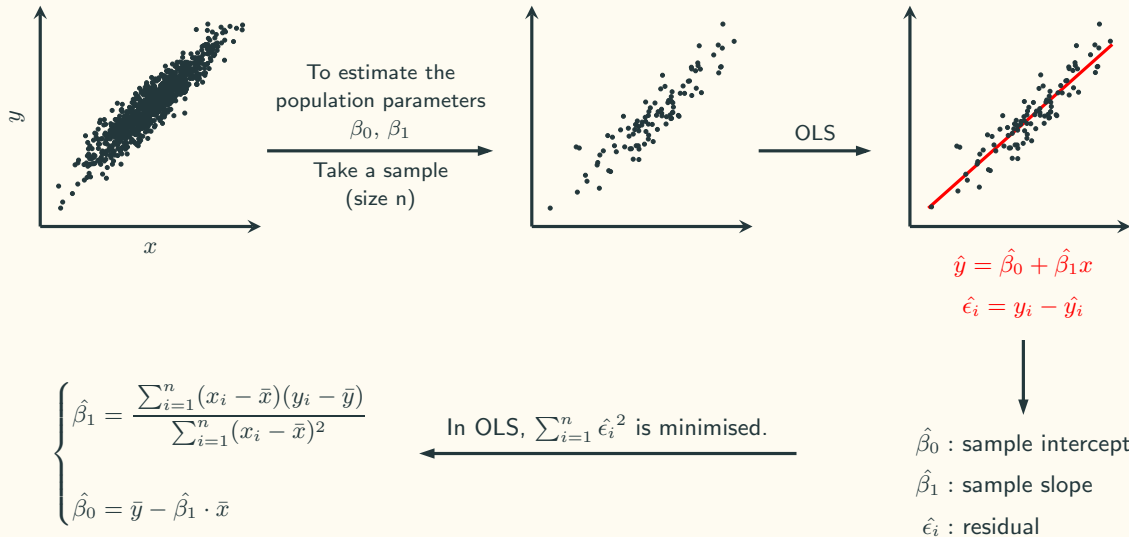 y
x
To estimate the
population parameters
β₀, β₁
Take a sample
(size n)
OLS
ŷ = β̂₀ + β̂₁x
ϵ̂ᵢ = yᵢ − ŷᵢ
β̂₀ : sample intercept
β̂₁ : sample slope
ϵ̂ᵢ : residual
In OLS, ∑ⁿᵢ₌₁ ϵ̂ᵢ² is minimised.
β̂₁ = ∑ⁿᵢ₌₁(xᵢ − x̄)(yᵢ − ȳ) / ∑ⁿᵢ₌₁(xᵢ − x̄)²
β̂₀ = ȳ − β̂₁ · x̄